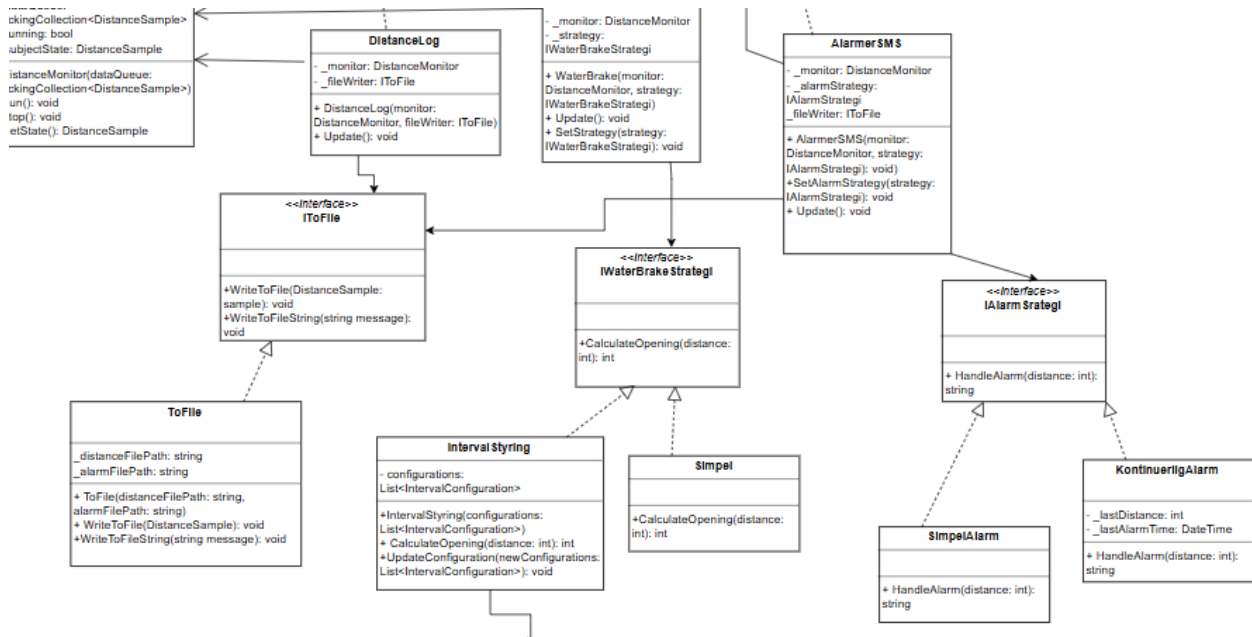 ckingCollection<DistanceSample>
unning: bool
subjectState: DistanceSample
istanceMonitor(dataQueue:
ckingCollection<DistanceSample>)
un(): void
top(): void
etState(): DistanceSample
DistanceLog
- _monitor: DistanceMonitor
- _fileWriter: IToFile
+ DistanceLog(monitor:
DistanceMonitor, fileWriter: IToFile)
+ Update(): void
- _monitor: DistanceMonitor
- _strategy:
IWaterBrakeStrategi
+ WaterBrake(monitor:
DistanceMonitor, strategy:
IWaterBrakeStrategi)
+ Update(): void
+ SetStrategy(strategy:
IWaterBrakeStrategi): void
AlarmerSMS
- _monitor: DistanceMonitor
- _alarmStrategy:
IAlarmStrategi
_fileWriter: IToFile
+ AlarmerSMS(monitor:
DistanceMonitor, strategy:
IAlarmStrategi): void)
+SetAlarmStrategy(strategy:
IAlarmStrategi): void
+ Update(): void
<<Interface>>
IToFile
+WriteToFile(DistanceSample:
sample): void
+WriteToFileString(string message):
void
<<Interface>>
IWaterBrakeStrategi
+CalculateOpening(distance:
int): int
<<Interface>>
IAlarmSrategi
+ HandleAlarm(distance: int):
string
ToFile
_distanceFilePath: string
_alarmFilePath: string
+ ToFile(distanceFilePath: string,
alarmFilePath: string)
+ WriteToFile(DistanceSample): void
+WriteToFileString(string message): void
IntervalStyring
- configurations:
List<IntervalConfiguration>
+IntervalStyring(configurations:
List<IntervalConfiguration>)
+ CalculateOpening(distance: int): int
+UpdateConfiguration(newConfigurations:
List<IntervalConfiguration>): void
Simpel
+CalculateOpening(distance:
int): int
SimpelAlarm
+ HandleAlarm(distance: int):
string
KontinuerligAlarm
- _lastDistance: int
- _lastAlarmTime: DateTime
+ HandleAlarm(distance: int):
string